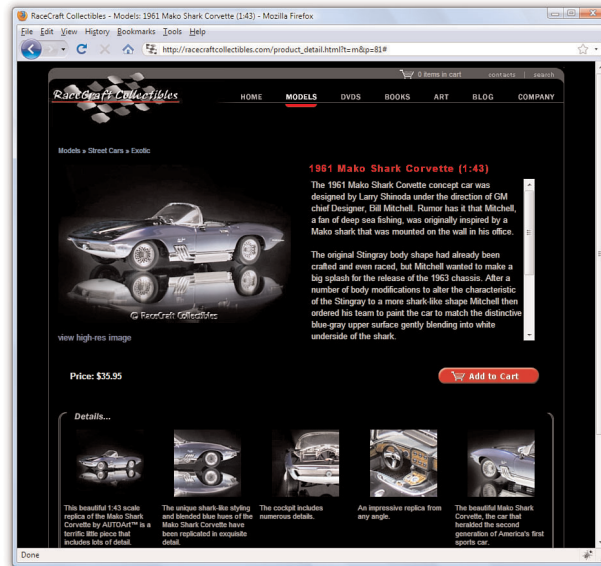 RaceCraft Collectibles - Models: 1961 Mako Shark Corvette (1:43) - Mozilla Firefox
File Edit View History Bookmarks Tools Help
http://racecraftcollectibles.com/product_detail.html?t=m&p=81#
0 items in cart contacts | search
RaceCraft Collectibles
HOME MODELS DVDS BOOKS ART BLOG COMPANY
Models » Street Cars » Exotic
1961 Mako Shark Corvette (1:43)
The 1961 Mako Shark Corvette concept car was
designed by Larry Shinoda under the direction of GM
chief Designer, Bill Mitchell. Rumor has it that Mitchell,
a fan of deep sea fishing, was originally inspired by a
Mako shark that was mounted on the wall in his office.
The original Stingray body shape had already been
crafted and even raced, but Mitchell wanted to make a
big splash for the release of the 1963 chassis. After a
number of body modifications to alter the characteristic
of the Stingray to a more shark-like shape Mitchell then
ordered his team to paint the car to match the distinctive
blue-gray upper surface gently blending into white
underside of the shark.
© RaceCraft Collectibles
view high-res image
Price: $35.95
Add to Cart
Details...
This beautiful 1:43 scale
replica of the Mako Shark
Corvette by AUTOArt™ is a
terrific little piece that
includes lots of detail.
The unique shark-like styling
and blended blue hues of the
Mako Shark Corvette have
been replicated in exquisite
detail.
The cockpit includes
numerous details.
An impressive replica from
any angle.
The beautiful Mako Shark
Corvette, the car that
heralded the second
generation of America's first
sports car.
Done